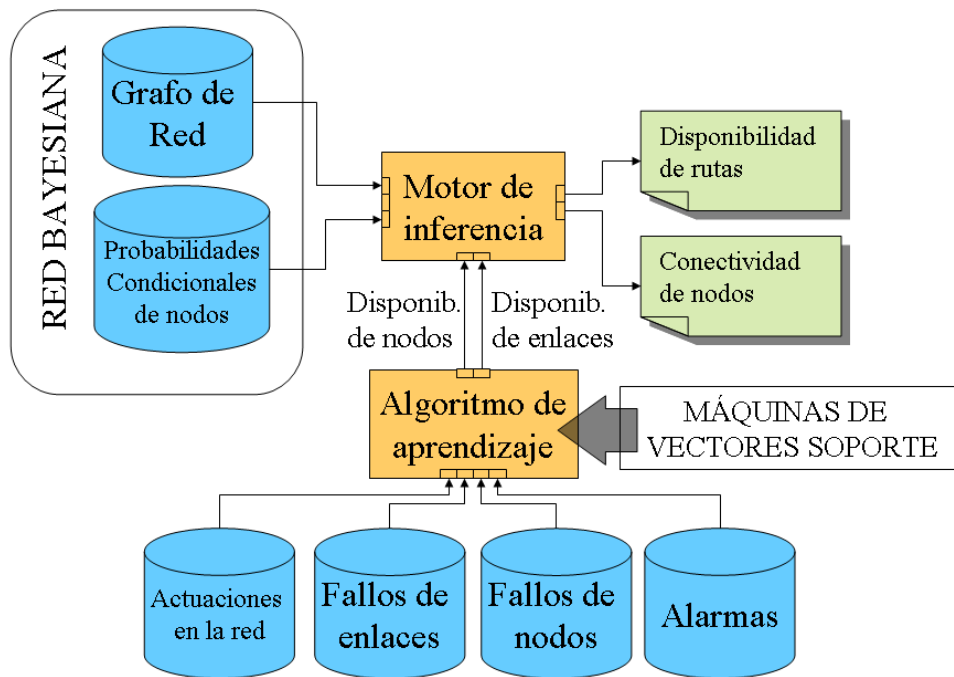 RED BAYESIANA
Grafo de
Red
Probabilidades
Condicionales
de nodos
Motor de
inferencia
Disponibilidad
de rutas
Conectividad
de nodos
Disponib.
de nodos
Disponib.
de enlaces
Algoritmo de
aprendizaje
MÁQUINAS DE
VECTORES SOPORTE
Actuaciones
en la red
Fallos de
enlaces
Fallos de
nodos
Alarmas